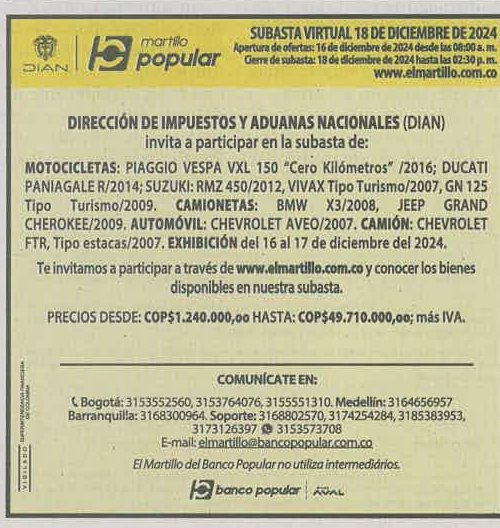 DIAN
martillo
popular
SUBASTA VIRTUAL 18 DE DICIEMBRE DE 2024
Apertura de ofertas: 16 de diciembre de 2024 desde las 08:00 a. m.
Cierre de subasta: 18 de diciembre de 2024 hasta las 02:30 p. m.
www.elmartillo.com.co
DIRECCIÓN DE IMPUESTOS Y ADUANAS NACIONALES (DIAN)
invita a participar en la subasta de:
MOTOCICLETAS: PIAGGIO VESPA VXL 150 "Cero Kilómetros" /2016; DUCATI
PANIAGALE R/2014; SUZUKI: RMZ 450/2012, VIVAX Tipo Turismo/2007, GN 125
Tipo Turismo/2009. CAMIONETAS: BMW X3/2008, JEEP GRAND
CHEROKEE/2009. AUTOMÓVIL: CHEVROLET AVEO/2007. CAMIÓN: CHEVROLET
FTR, Tipo estacas/2007. EXHIBICIÓN del 16 al 17 de diciembre del 2024.
Te invitamos a participar a través de www.elmartillo.com.co y conocer los bienes
disponibles en nuestra subasta.
PRECIOS DESDE: COP$1.240.000,oo HASTA: COP$49.710.000,oo; más IVA.
COMUNÍCATE EN:
Bogotá: 3153552560, 3153764076, 3155551310. Medellín: 3164656957
Barranquilla: 3168300964. Soporte: 3168802570, 3174254284, 3185383953,
3173126397 3153573708
E-mail: elmartillo@bancopopular.com.co
El Martillo del Banco Popular no utiliza intermediários.
banco popular
AVAL
VIGILADO SUPERINTENDENCIA FINANCIERA
DE COLOMBIA